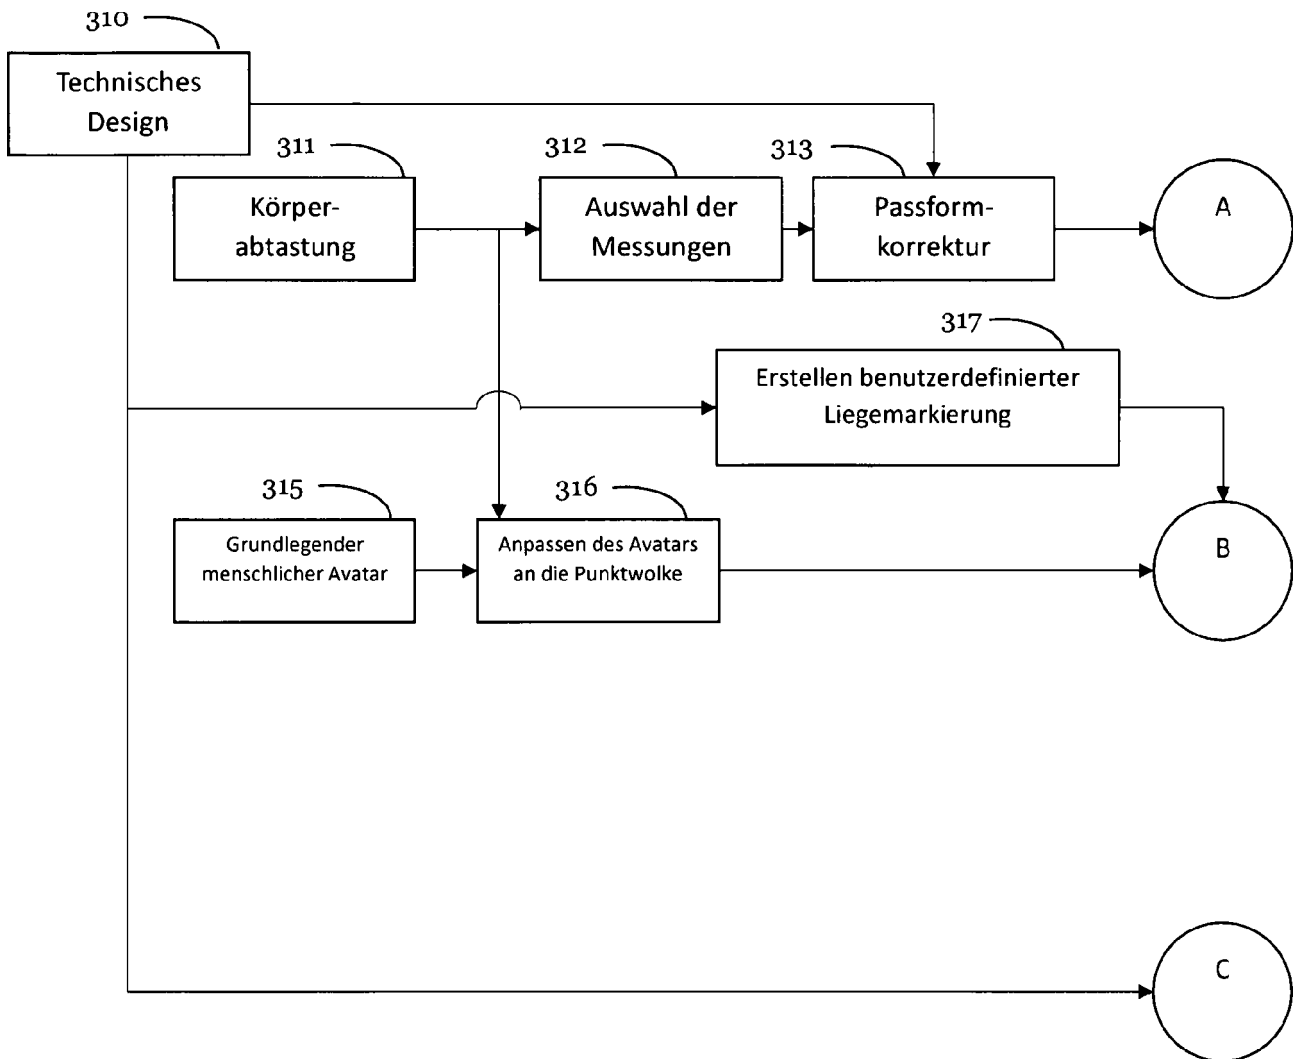 310
Technisches
Design
311
Körper-
abtastung
312
Auswahl der
Messungen
313
Passform-
korrektur
A
317
Erstellen benutzerdefinierter
Liegemarkierung
315
Grundlegender
menschlicher Avatar
316
Anpassen des Avatars
an die Punktwolke
B
C